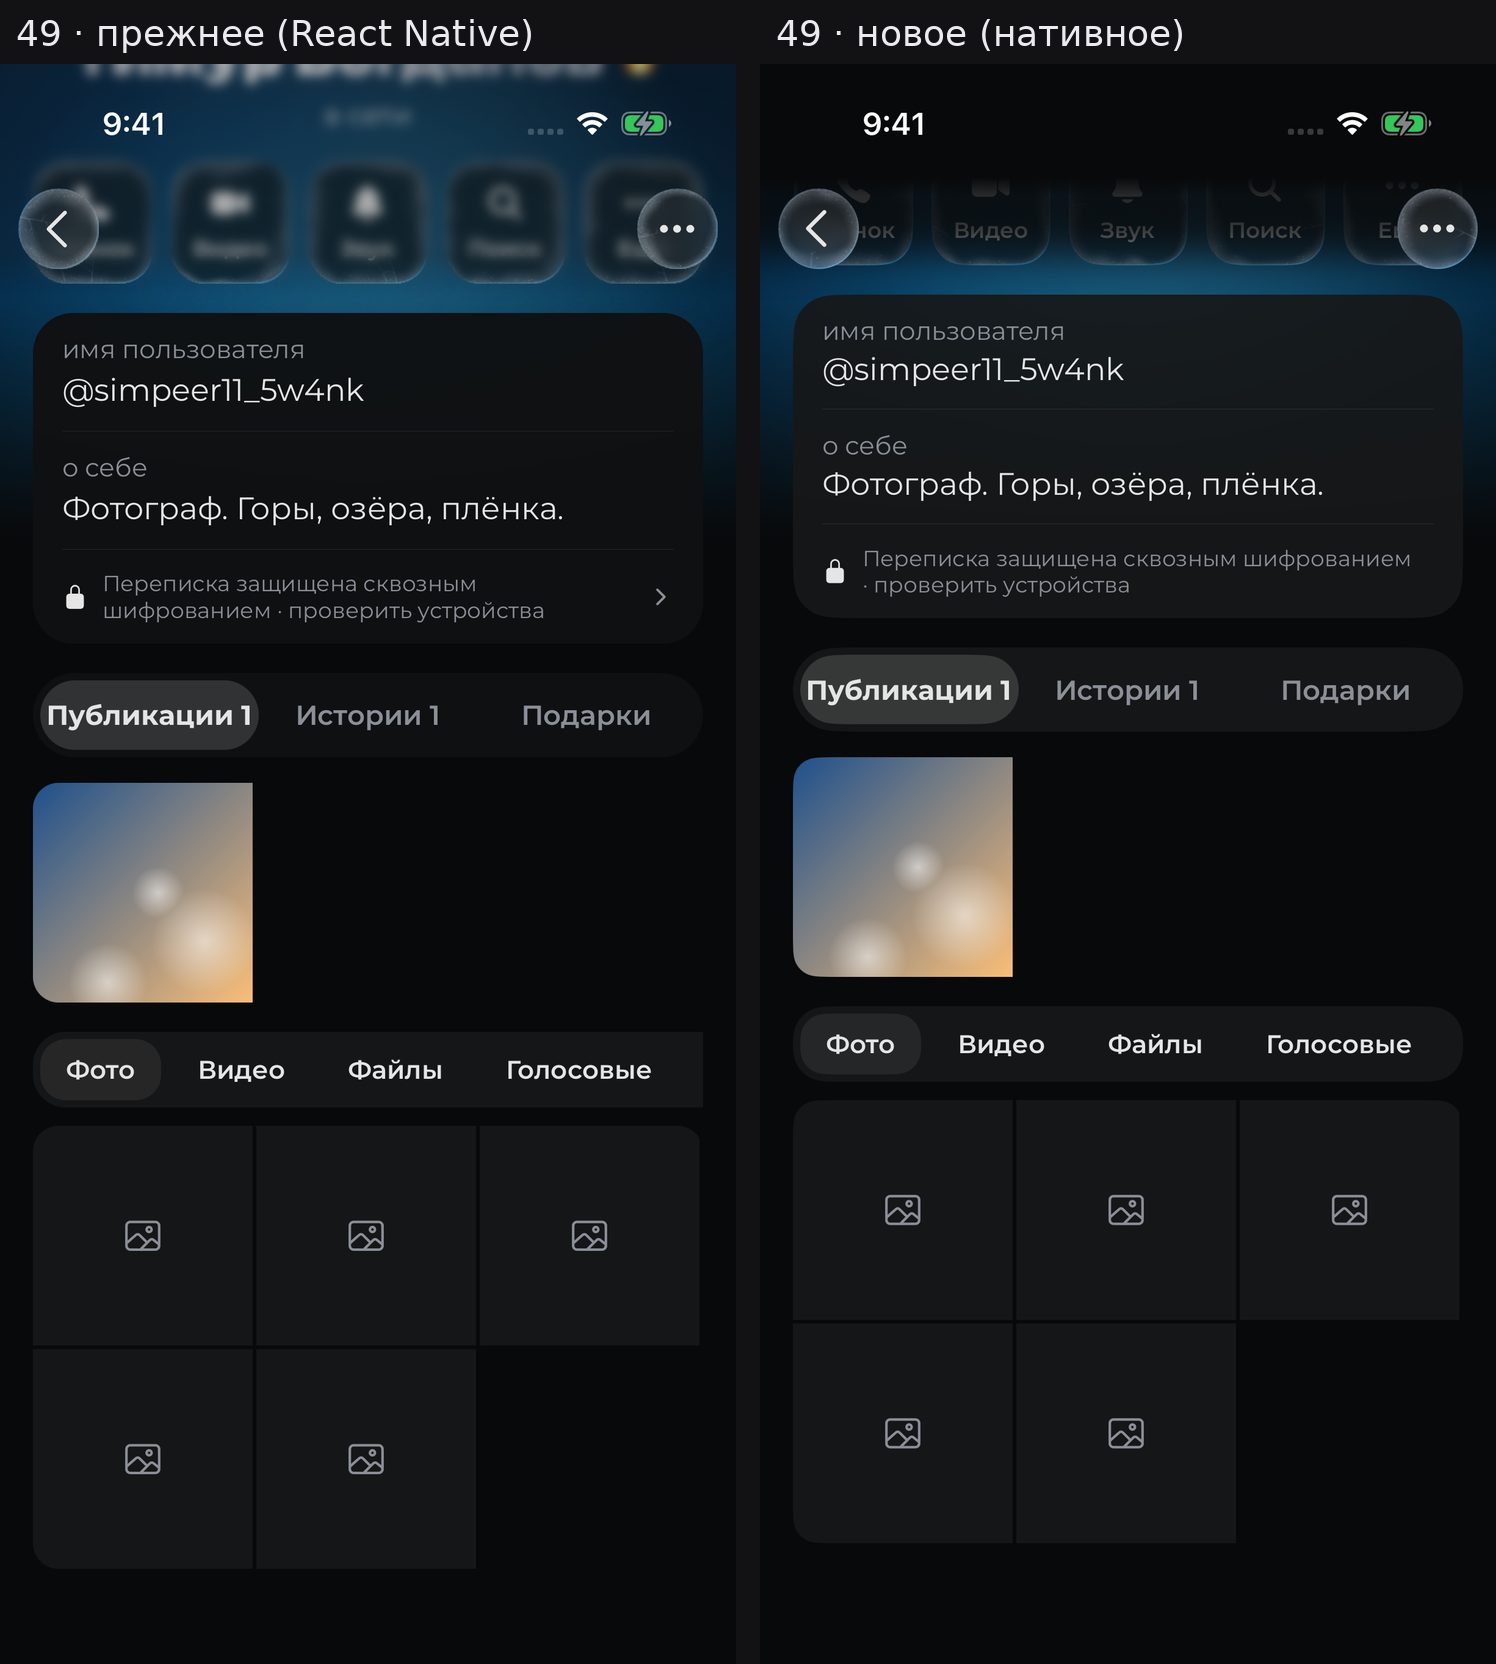 49 · прежнее (React Native)
9:41
имя пользователя
@simpeer11_5w4nk
о себе
Фотограф. Горы, озёра, плёнка.
Переписка защищена сквозным
шифрованием · проверить устройства
Публикации 1
Истории 1
Подарки
Фото
Видео
Файлы
Голосовые
49 · новое (нативное)
9:41
Видео
Звук
Поиск
имя пользователя
@simpeer11_5w4nk
о себе
Фотограф. Горы, озёра, плёнка.
Переписка защищена сквозным шифрованием
· проверить устройства
Публикации 1
Истории 1
Подарки
Фото
Видео
Файлы
Голосовые